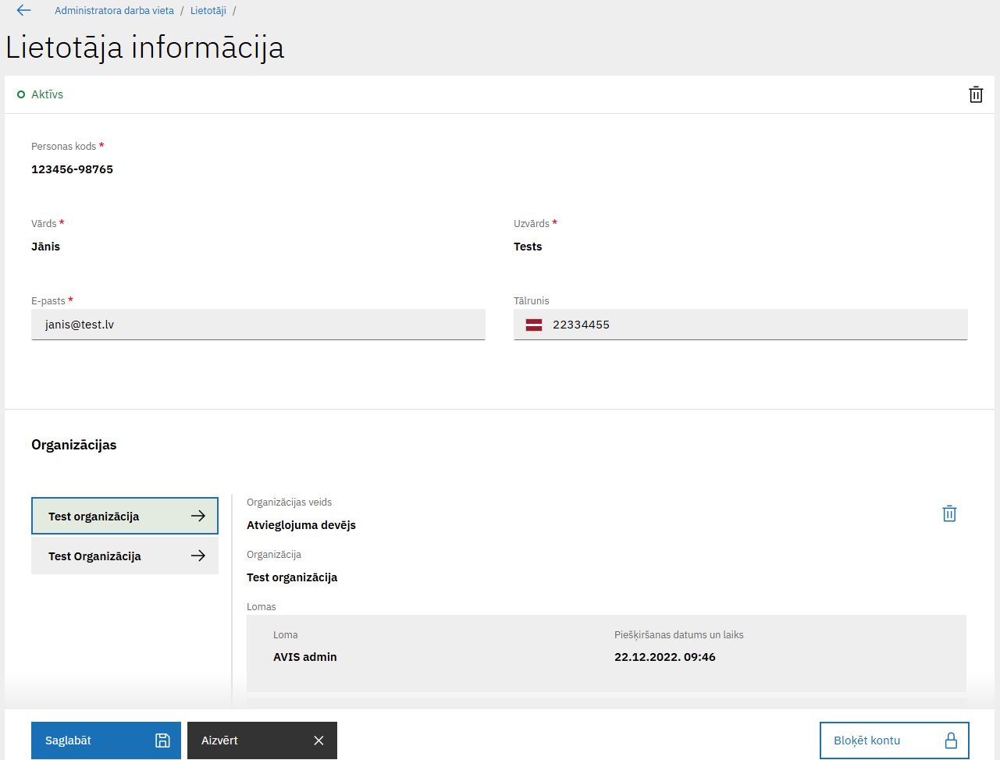 Administratora darba vieta / Lietotāji /
Lietotāja informācija
Aktīvs
Personas kods *
123456-98765
Vārds * Uzvārds *
Jānis Tests
E-pasts * Tālrunis
janis@test.lv 22334455
Organizācijas
Test organizācija
Test Organizācija
Organizācijas veids
Atvieglojuma devējs
Organizācija
Test organizācija
Lomas
Loma Piešķiršanas datums un laiks
AVIS admin 22.12.2022. 09:46
Saglabāt Aizvērt Bloķēt kontu